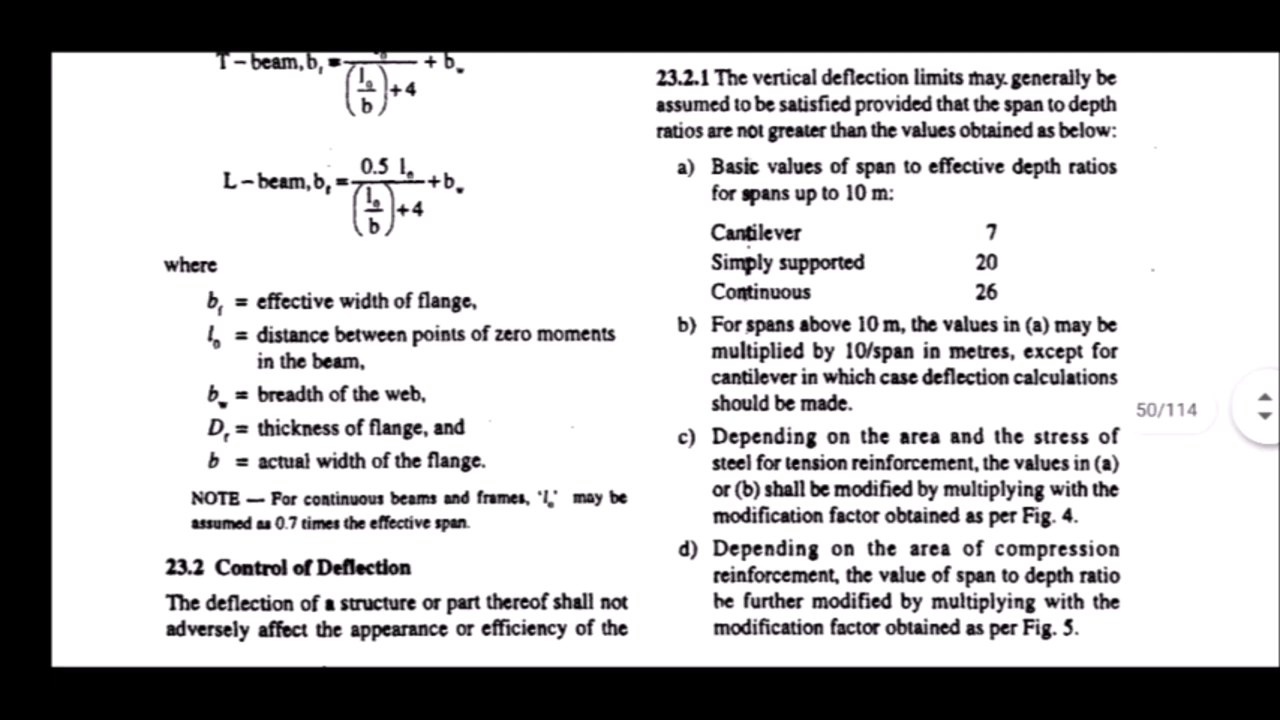 T – beam, b_f = ――― + b_w
(l_o / b) + 4
L – beam, b_f = 0.5 l_o / ((l_o / b) + 4) + b_w
where
b_f = effective width of flange,
l_o = distance between points of zero moments
in the beam,
b_w = breadth of the web,
D_f = thickness of flange, and
b = actual width of the flange.
NOTE — For continuous beams and frames, 'l_o' may be
assumed as 0.7 times the effective span.
23.2 Control of Deflection
The deflection of a structure or part thereof shall not
adversely affect the appearance or efficiency of the
23.2.1 The vertical deflection limits may generally be
assumed to be satisfied provided that the span to depth
ratios are not greater than the values obtained as below:
a) Basic values of span to effective depth ratios
for spans up to 10 m:
Cantilever 7
Simply supported 20
Continuous 26
b) For spans above 10 m, the values in (a) may be
multiplied by 10/span in metres, except for
cantilever in which case deflection calculations
should be made.
c) Depending on the area and the stress of
steel for tension reinforcement, the values in (a)
or (b) shall be modified by multiplying with the
modification factor obtained as per Fig. 4.
d) Depending on the area of compression
reinforcement, the value of span to depth ratio
be further modified by multiplying with the
modification factor obtained as per Fig. 5.
50/114